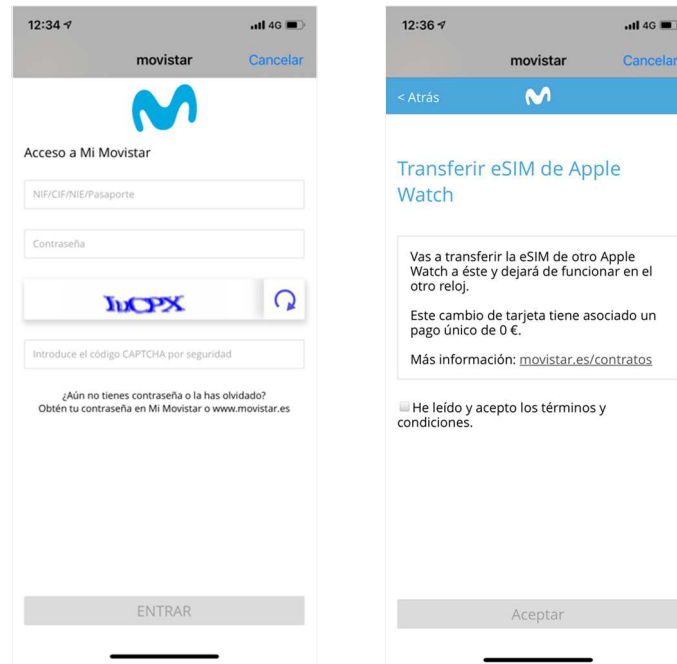 12:34
4G
movistar
Cancelar
Acceso a Mi Movistar
NIF/CIF/NIE/Pasaporte
Contraseña
IuCPX
Introduce el código CAPTCHA por seguridad
¿Aún no tienes contraseña o la has olvidado?
Obtén tu contraseña en Mi Movistar o www.movistar.es
ENTRAR
12:36
4G
movistar
Cancelar
< Atrás
Transferir eSIM de Apple
Watch
Vas a transferir la eSIM de otro Apple
Watch a éste y dejará de funcionar en el
otro reloj.
Este cambio de tarjeta tiene asociado un
pago único de 0 €.
Más información: movistar.es/contratos
He leído y acepto los términos y
condiciones.
Aceptar